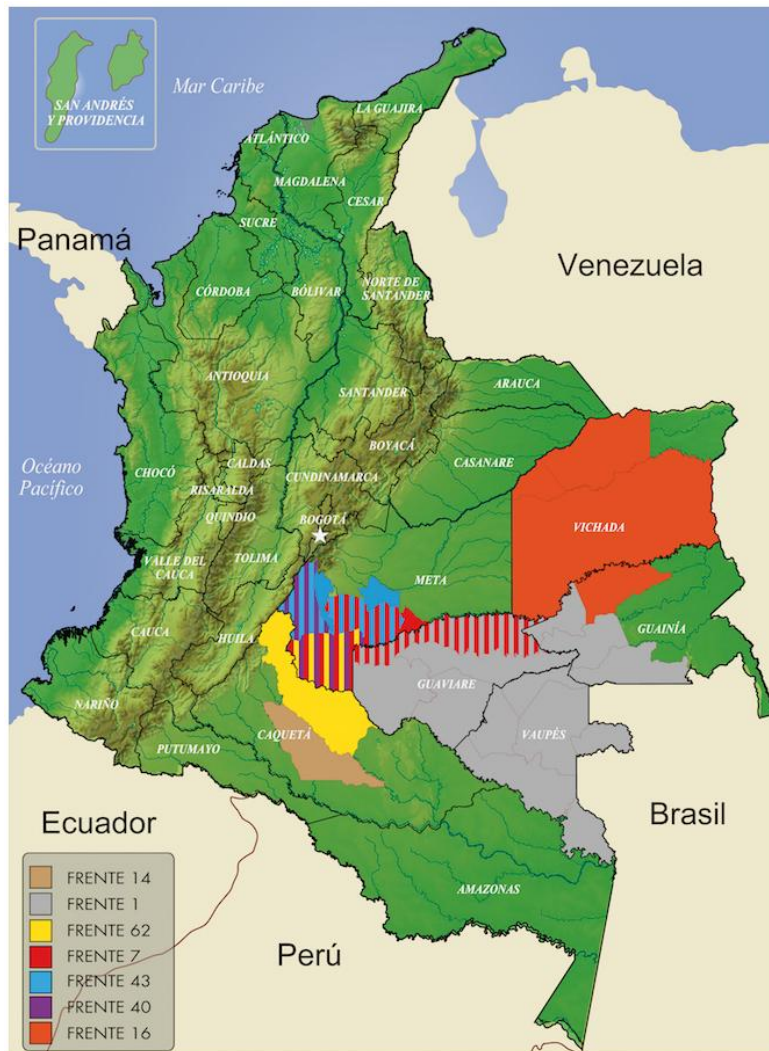 SAN ANDRÉS
Y PROVIDENCIA
Mar Caribe
LA GUAJIRA
ATLÁNTICO
MAGDALENA
CESAR
SUCRE
Panamá
Venezuela
CÓRDOBA
BÓLIVAR
NORTE DE
SANTANDER
ANTIOQUIA
SANTANDER
ARAUCA
BOYACÁ
Océano
Pacífico
CHOCÓ
CALDAS
CUNDINAMARCA
CASANARE
RISARALDA
QUINDIO
BOGOTÁ
VICHADA
VALLE DEL
CAUCA
TOLIMA
META
CAUCA
HUILA
GUAINÍA
GUAVIARE
NARIÑO
CAQUETÁ
VAUPÉS
PUTUMAYO
Ecuador
Brasil
AMAZONAS
Perú
FRENTE 14
FRENTE 1
FRENTE 62
FRENTE 7
FRENTE 43
FRENTE 40
FRENTE 16